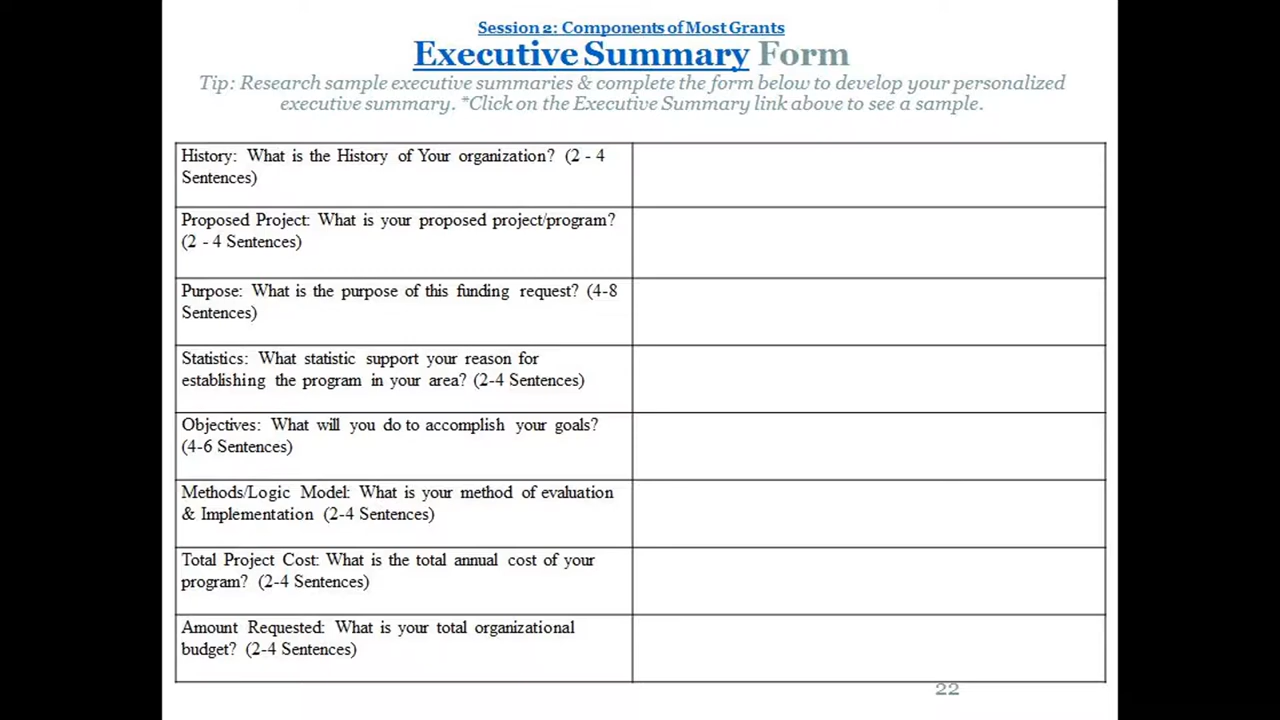 Session 2: Components of Most Grants
Executive Summary Form
Tip: Research sample executive summaries & complete the form below to develop your personalized
executive summary. *Click on the Executive Summary link above to see a sample.
History: What is the History of Your organization? (2 - 4
Sentences)
Proposed Project: What is your proposed project/program?
(2 - 4 Sentences)
Purpose: What is the purpose of this funding request? (4-8
Sentences)
Statistics: What statistic support your reason for
establishing the program in your area? (2-4 Sentences)
Objectives: What will you do to accomplish your goals?
(4-6 Sentences)
Methods/Logic Model: What is your method of evaluation
& Implementation (2-4 Sentences)
Total Project Cost: What is the total annual cost of your
program? (2-4 Sentences)
Amount Requested: What is your total organizational
budget? (2-4 Sentences)
22